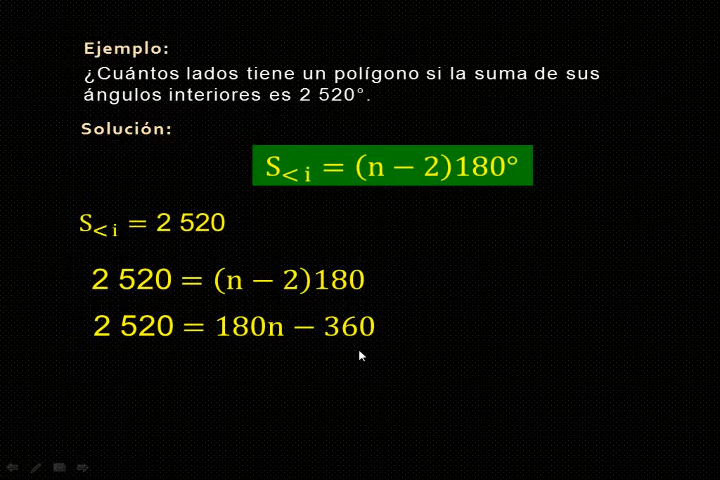 Ejemplo:
¿Cuántos lados tiene un polígono si la suma de sus
ángulos interiores es 2 520°.
Solución:
S< i = (n − 2)180°
S< i = 2 520
2 520 = (n − 2)180
2 520 = 180n − 360